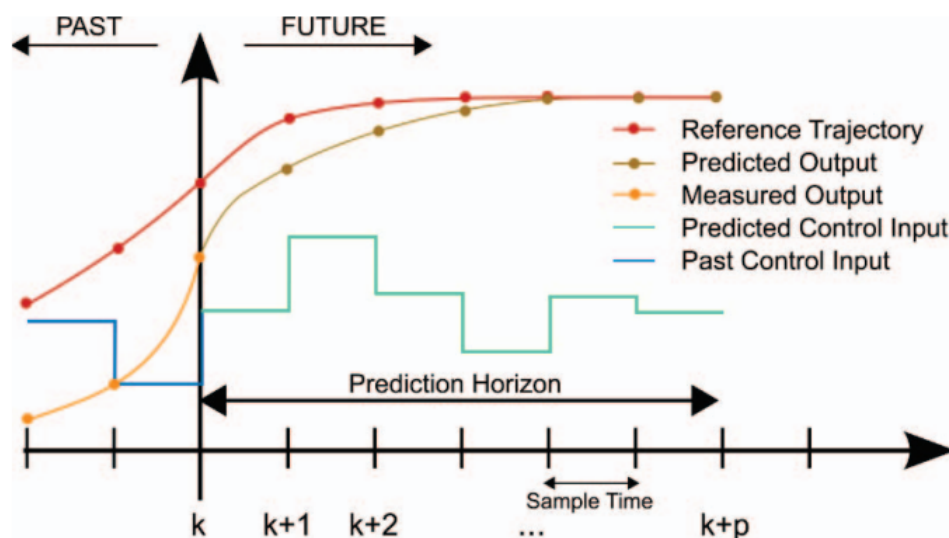 PAST
FUTURE
Reference Trajectory
Predicted Output
Measured Output
Predicted Control Input
Past Control Input
Prediction Horizon
Sample Time
k
k+1
k+2
...
k+p